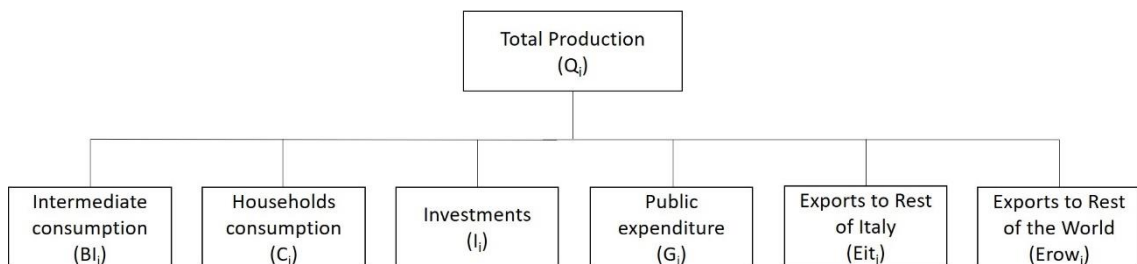 Total Production
(Qi)
Intermediate
consumption
(BIi)
Households
consumption
(Ci)
Investments
(Ii)
Public
expenditure
(Gi)
Exports to Rest
of Italy
(Eiti)
Exports to Rest
of the World
(Erowi)